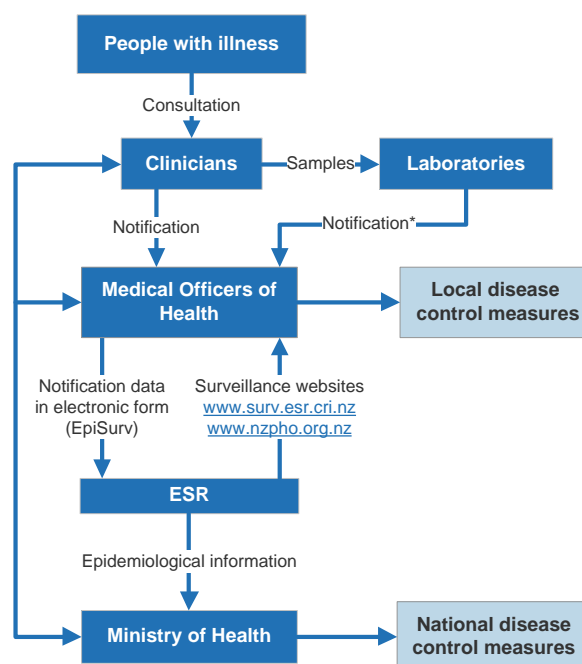 People with illness
Consultation
Clinicians
Samples
Laboratories
Notification
Notification*
Medical Officers of
Health
Local disease
control measures
Notification data
in electronic form
(EpiSurv)
Surveillance websites
www.surv.esr.cri.nz
www.nzpho.org.nz
ESR
Epidemiological information
Ministry of Health
National disease
control measures